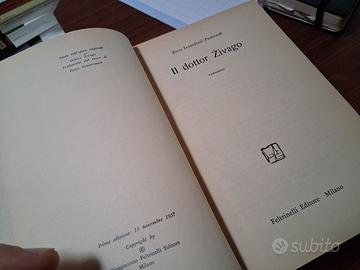 Titolo dell'opera originale
Doktor Živago
Traduzione dal russo di
Pietro Zveteremich
Prima edizione: 15 novembre 1957
Copyright by
©
Giangiacomo Feltrinelli Editore
Milano
Boris Leonidovič Pasternak
Il dottor Živago
romanzo
Feltrinelli Editore Milano
subito